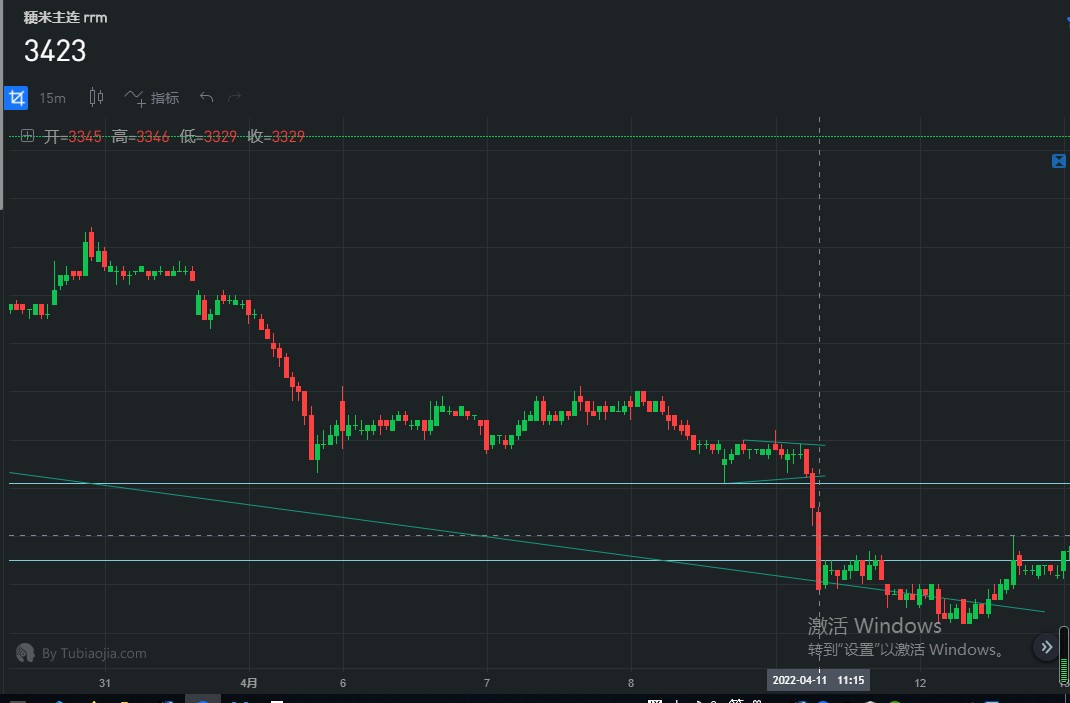 粳米主连 rrm
3423
15m 指标
开=3345 高=3346 低=3329 收=3329
激活 Windows
转到"设置"以激活 Windows。
By Tubiaojia.com
31 4月 6 7 8 2022-04-11 11:15 12